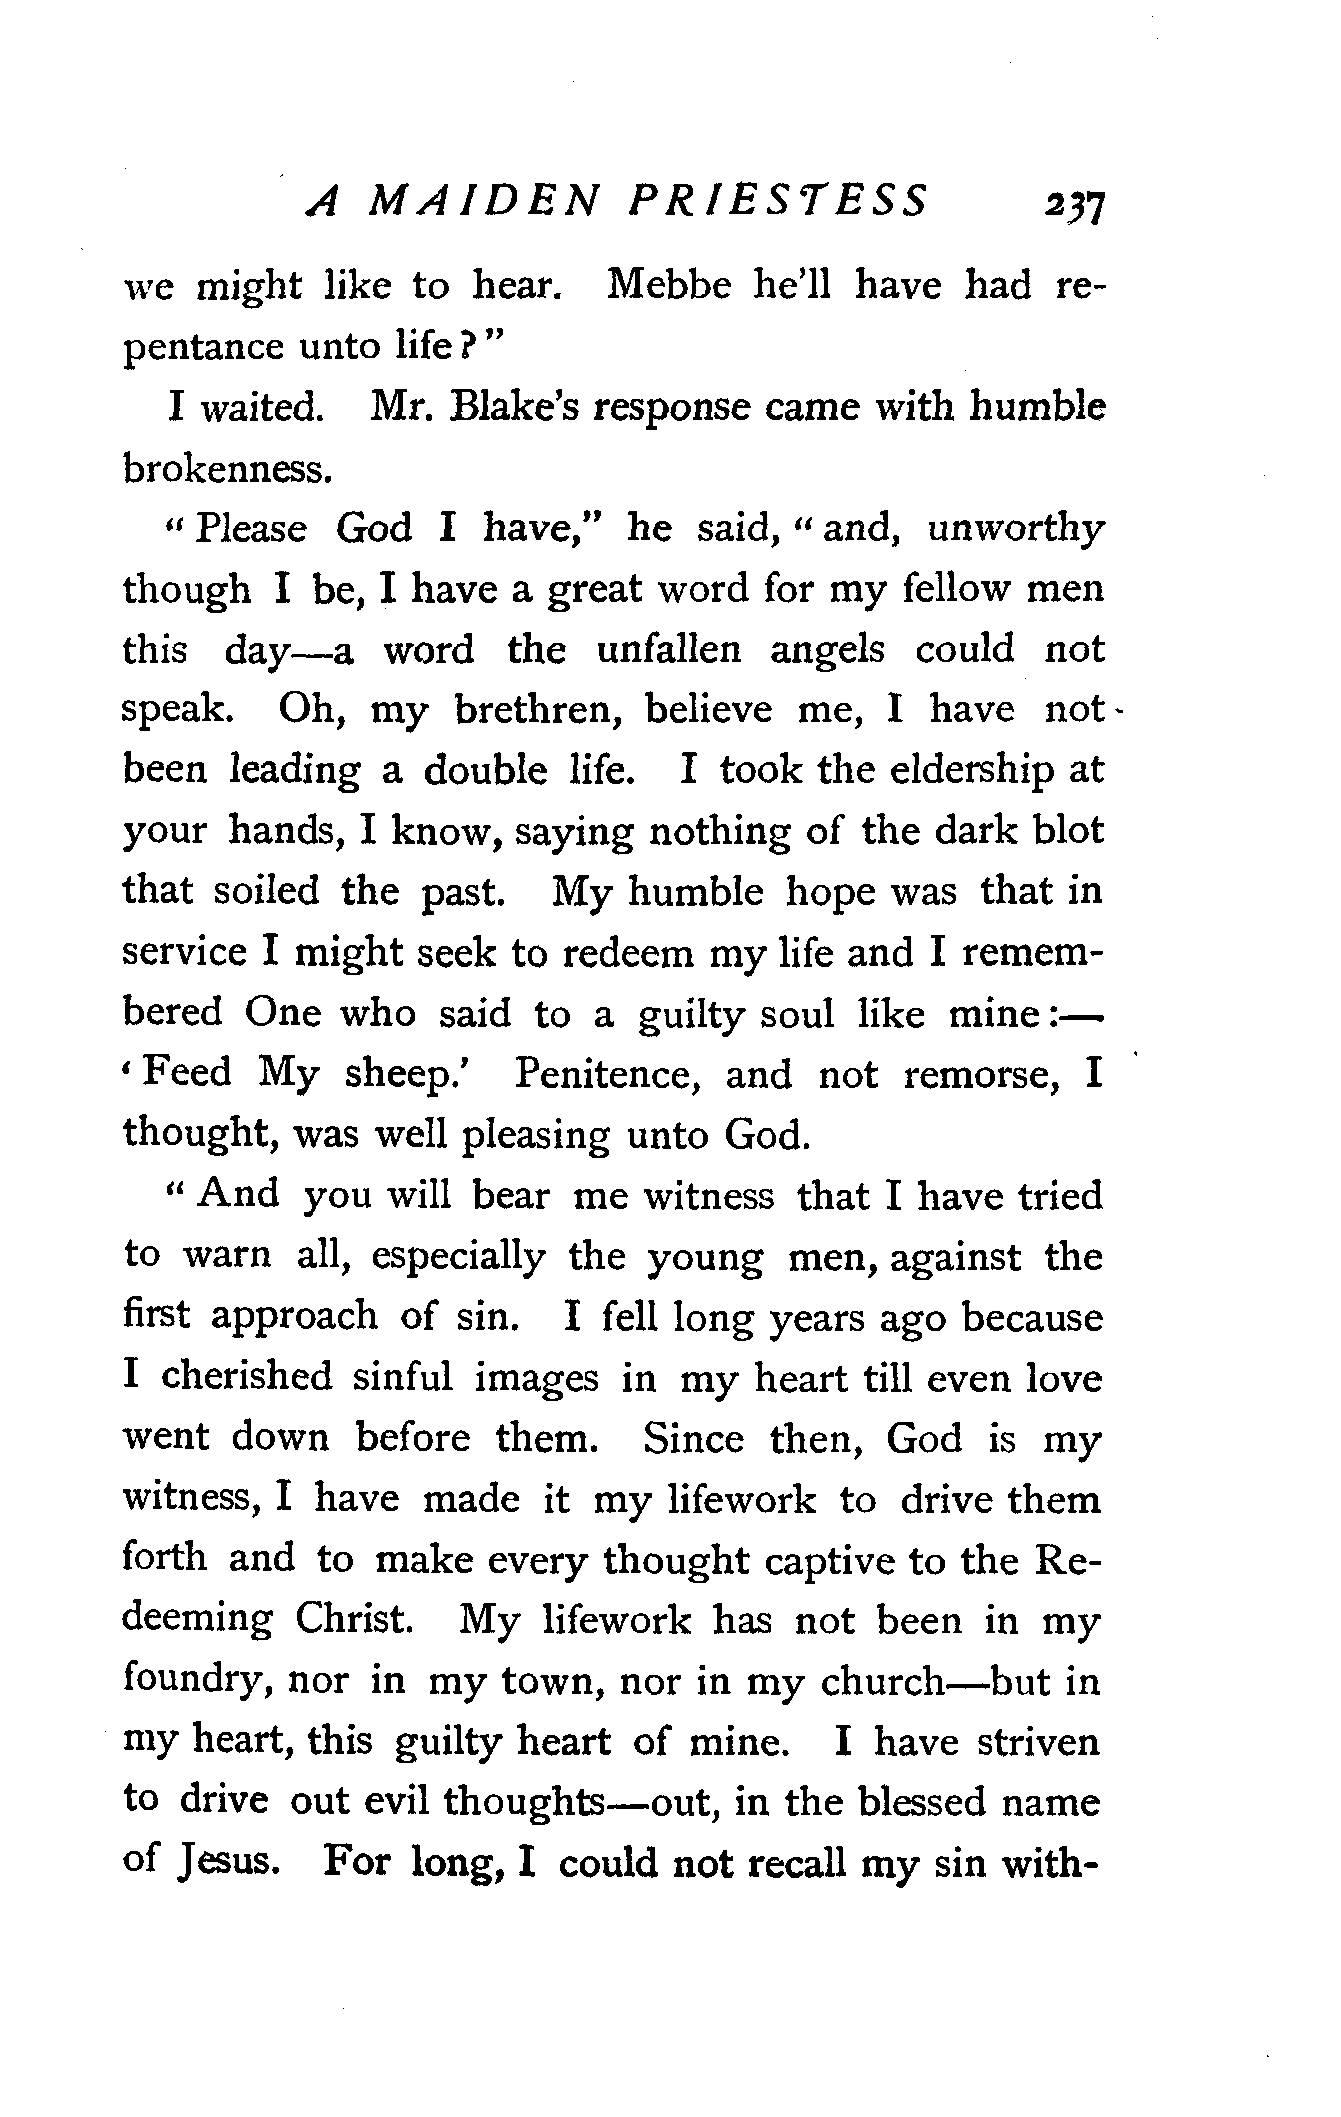 A MAIDEN PRIESTESS 237
we might like to hear. Mebbe he'll have had re-
pentance unto life?"
I waited. Mr. Blake's response came with humble
brokenness.
"Please God I have," he said, "and, unworthy
though I be, I have a great word for my fellow men
this day—a word the unfallen angels could not
speak. Oh, my brethren, believe me, I have not
been leading a double life. I took the eldership at
your hands, I know, saying nothing of the dark blot
that soiled the past. My humble hope was that in
service I might seek to redeem my life and I remem-
bered One who said to a guilty soul like mine:—
'Feed My sheep.' Penitence, and not remorse, I
thought, was well pleasing unto God.
"And you will bear me witness that I have tried
to warn all, especially the young men, against the
first approach of sin. I fell long years ago because
I cherished sinful images in my heart till even love
went down before them. Since then, God is my
witness, I have made it my lifework to drive them
forth and to make every thought captive to the Re-
deeming Christ. My lifework has not been in my
foundry, nor in my town, nor in my church—but in
my heart, this guilty heart of mine. I have striven
to drive out evil thoughts—out, in the blessed name
of Jesus. For long, I could not recall my sin with-